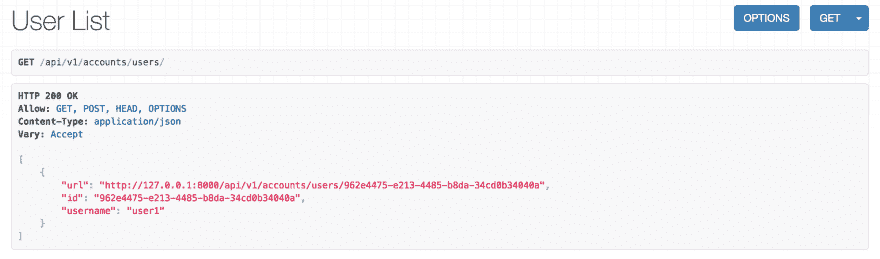 User List
OPTIONS
GET
GET /api/v1/accounts/users/
HTTP 200 OK
Allow: GET, POST, HEAD, OPTIONS
Content-Type: application/json
Vary: Accept
[
{
"url": "http://127.0.0.1:8000/api/v1/accounts/users/962e4475-e213-4485-b8da-34cd0b34040a",
"id": "962e4475-e213-4485-b8da-34cd0b34040a",
"username": "user1"
}
]